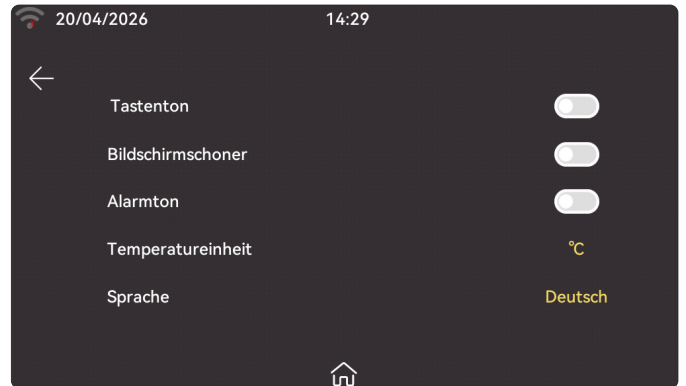 20/04/2026 14:29
Tastenton
Bildschirmschoner
Alarmton
Temperatureinheit ℃
Sprache Deutsch